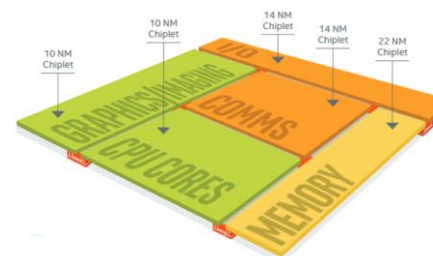 10 NM
Chiplet
10 NM
Chiplet
14 NM
Chiplet
14 NM
Chiplet
22 NM
Chiplet
I/O
GRAPHICS/IMAGING
COMMS
CPU CORES
MEMORY